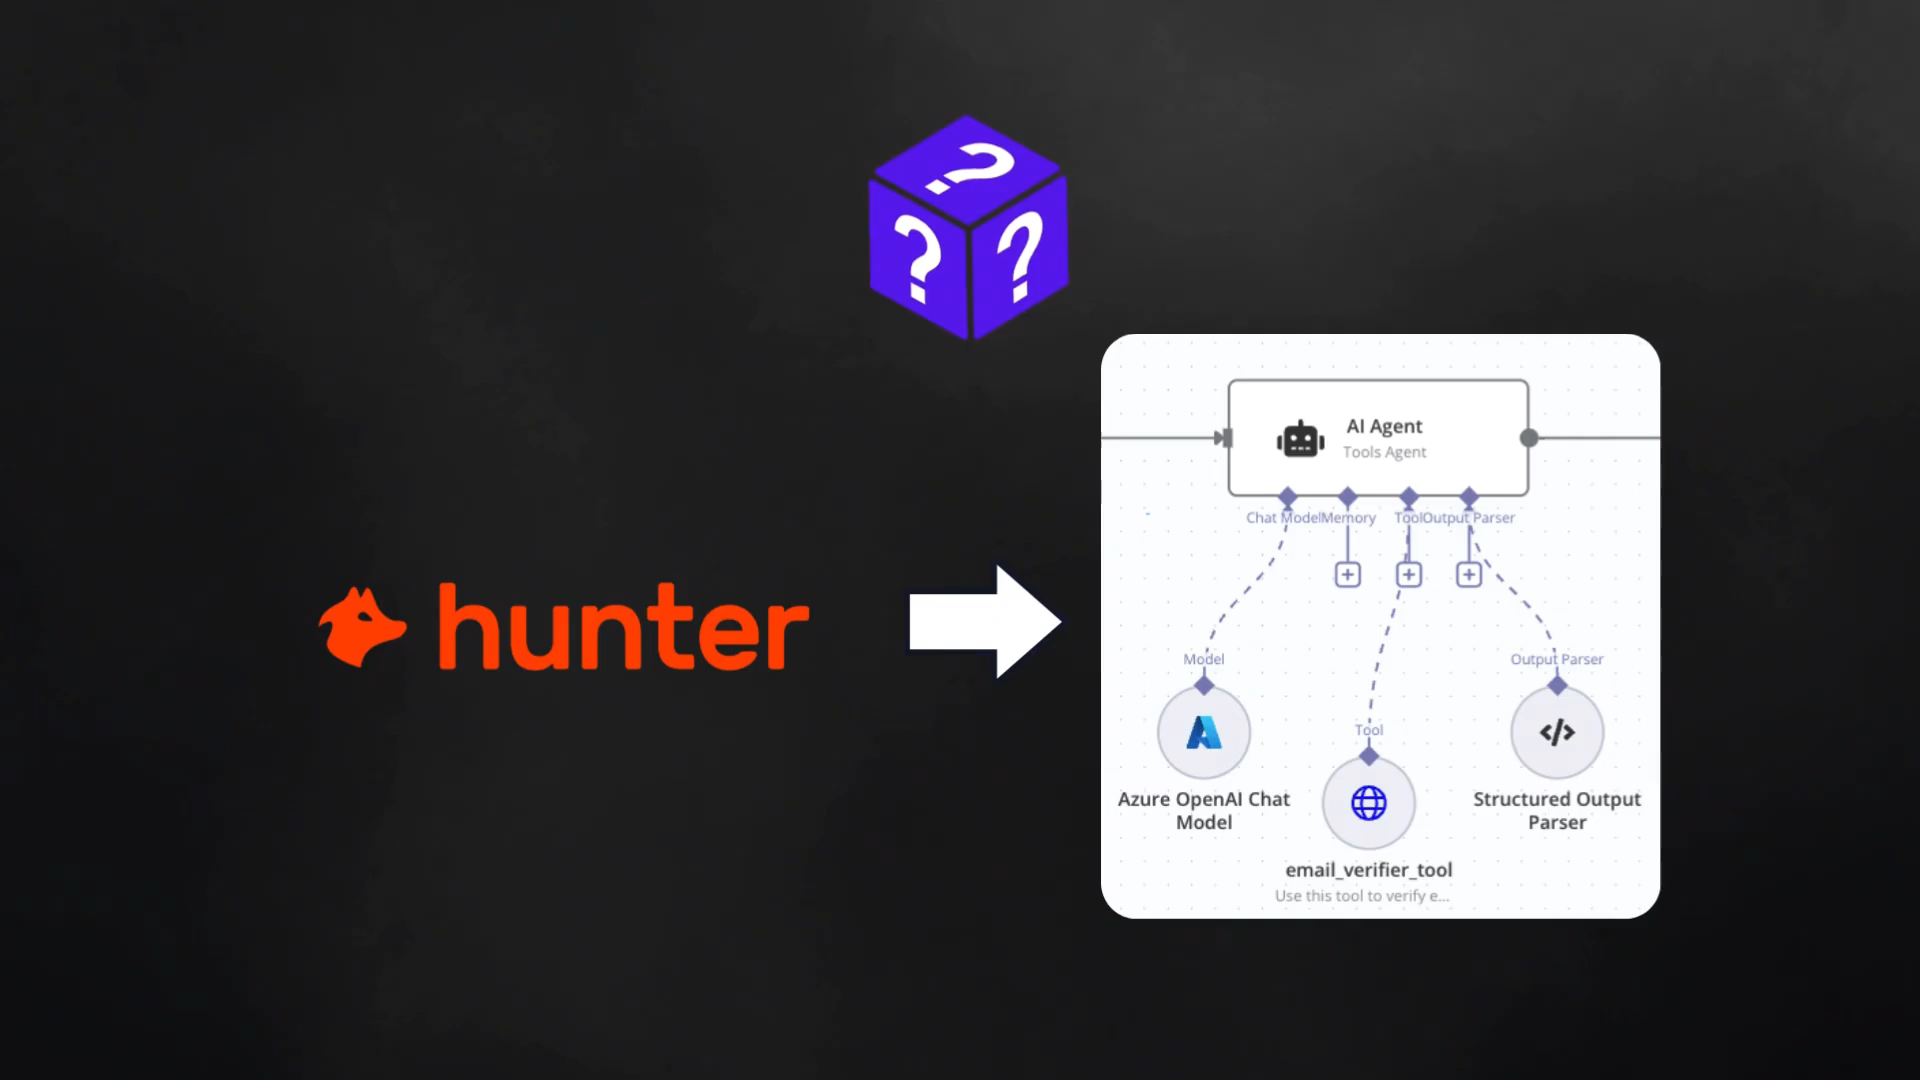 ?
? ?
AI Agent
Tools Agent
Chat Model Memory Tool Output Parser
hunter
Model
Output Parser
Tool
Azure OpenAI Chat
Model
Structured Output
Parser
email_verifier_tool
Use this tool to verify e...